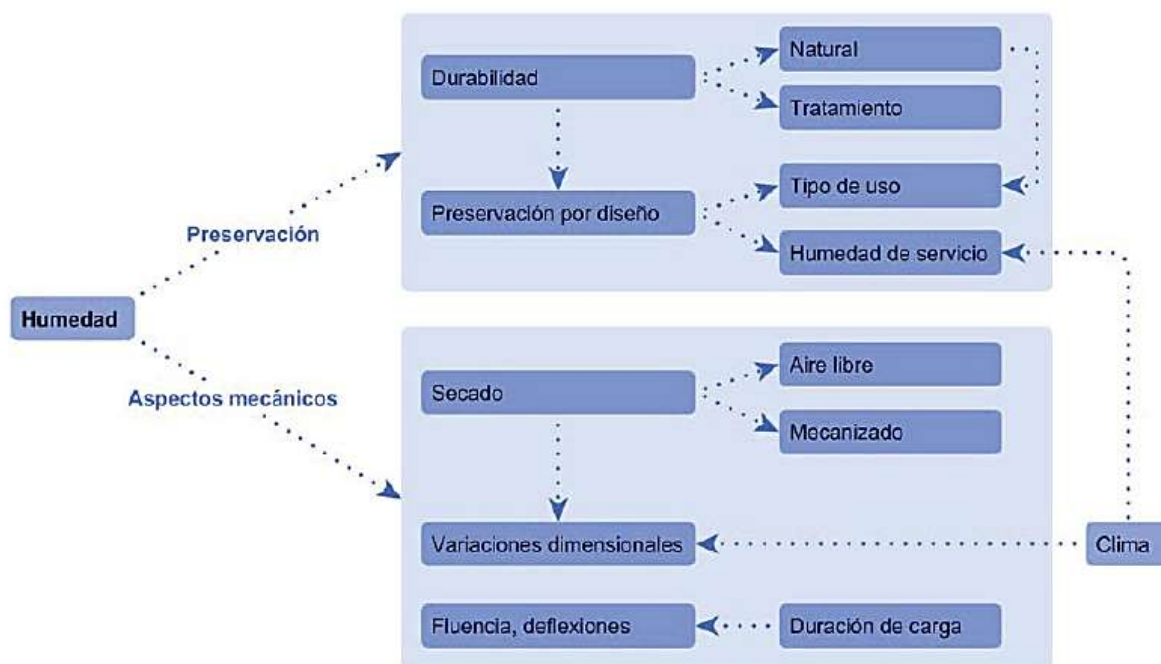 Durabilidad
Natural
Tratamiento
Preservación por diseño
Tipo de uso
Humedad de servicio
Preservación
Humedad
Aspectos mecánicos
Secado
Aire libre
Mecanizado
Variaciones dimensionales
Clima
Fluencia, deflexiones
Duración de carga